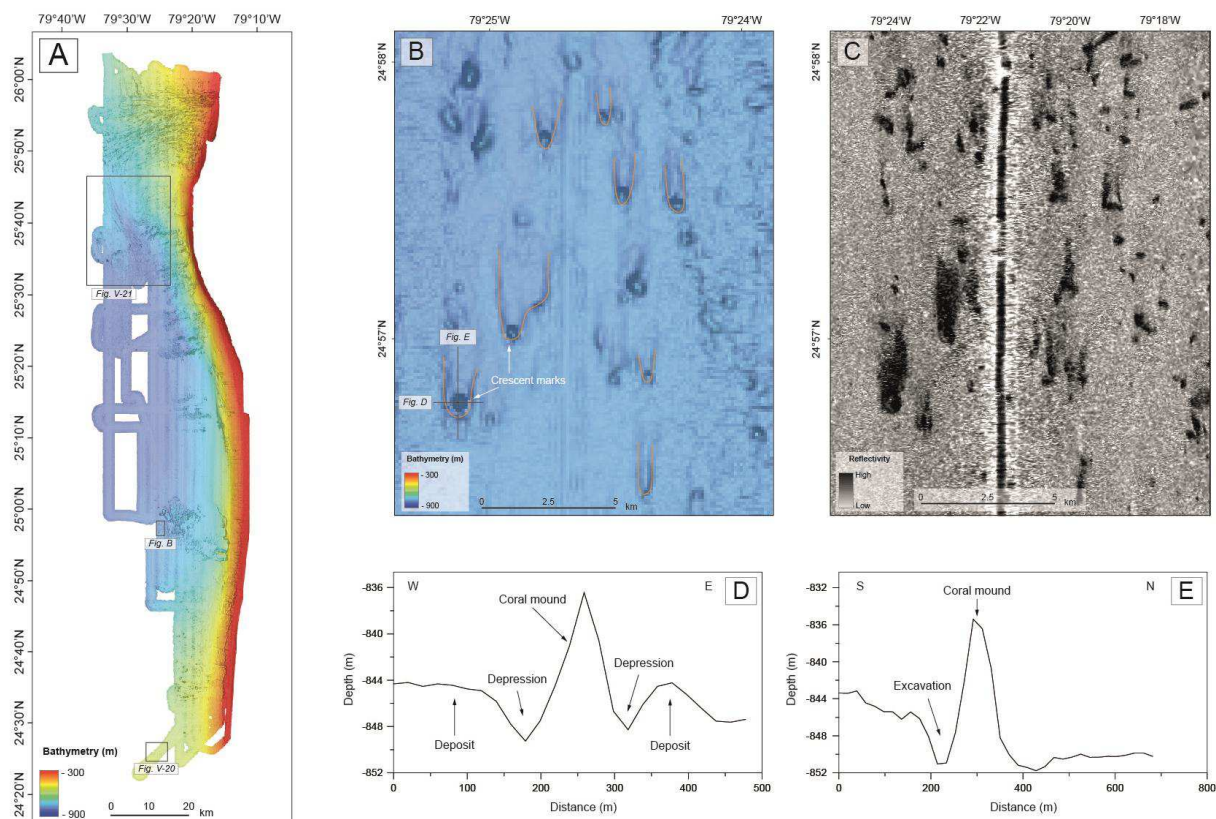 A
79°40'W 79°30'W 79°20'W 79°10'W
26°00'N
25°50'N
25°40'N
25°30'N
25°20'N
25°10'N
25°00'N
24°50'N
24°40'N
24°30'N
24°20'N
Fig. V-21
Fig. B
Fig. V-20
Bathymetry (m)
- 300
- 900
0 10 20
km
B
79°25'W 79°24'W
24°58'N
24°57'N
Fig. E
Crescent marks
Fig. D
Bathymetry (m)
- 300
- 900
0 2.5 5
km
C
79°24'W 79°22'W 79°20'W 79°18'W
24°58'N
24°57'N
Reflectivity
High
Low
0 2.5 5
km
D
W E
-836
-840
-844
-848
-852
Depth (m)
Coral mound
Depression
Depression
Deposit
Deposit
0 100 200 300 400 500
Distance (m)
E
S N
-832
-836
-840
-844
-848
-852
Depth (m)
Coral mound
Excavation
0 200 400 600 800
Distance (m)